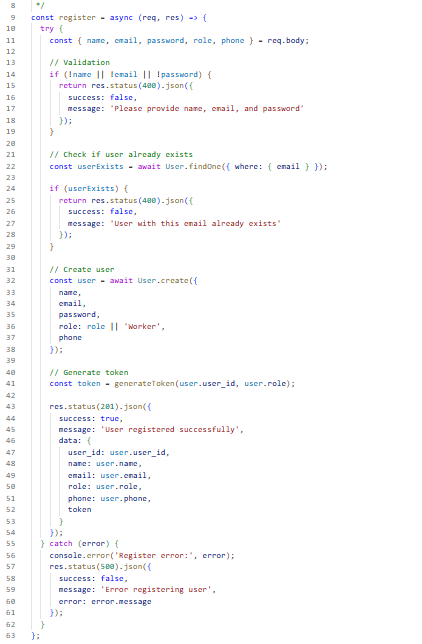 8 */
9 const register = async (req, res) => {
10 try {
11 const { name, email, password, role, phone } = req.body;
12
13 // Validation
14 if (!name || !email || !password) {
15 return res.status(400).json({
16 success: false,
17 message: 'Please provide name, email, and password'
18 });
19 }
20
21 // Check if user already exists
22 const userExists = await User.findOne({ where: { email } });
23
24 if (userExists) {
25 return res.status(400).json({
26 success: false,
27 message: 'User with this email already exists'
28 });
29 }
30
31 // Create user
32 const user = await User.create({
33 name,
34 email,
35 password,
36 role: role || 'Worker',
37 phone
38 });
39
40 // Generate token
41 const token = generateToken(user.user_id, user.role);
42
43 res.status(201).json({
44 success: true,
45 message: 'User registered successfully',
46 data: {
47 user_id: user.user_id,
48 name: user.name,
49 email: user.email,
50 role: user.role,
51 phone: user.phone,
52 token
53 }
54 });
55 } catch (error) {
56 console.error('Register error:', error);
57 res.status(500).json({
58 success: false,
59 message: 'Error registering user',
60 error: error.message
61 });
62 }
63 };